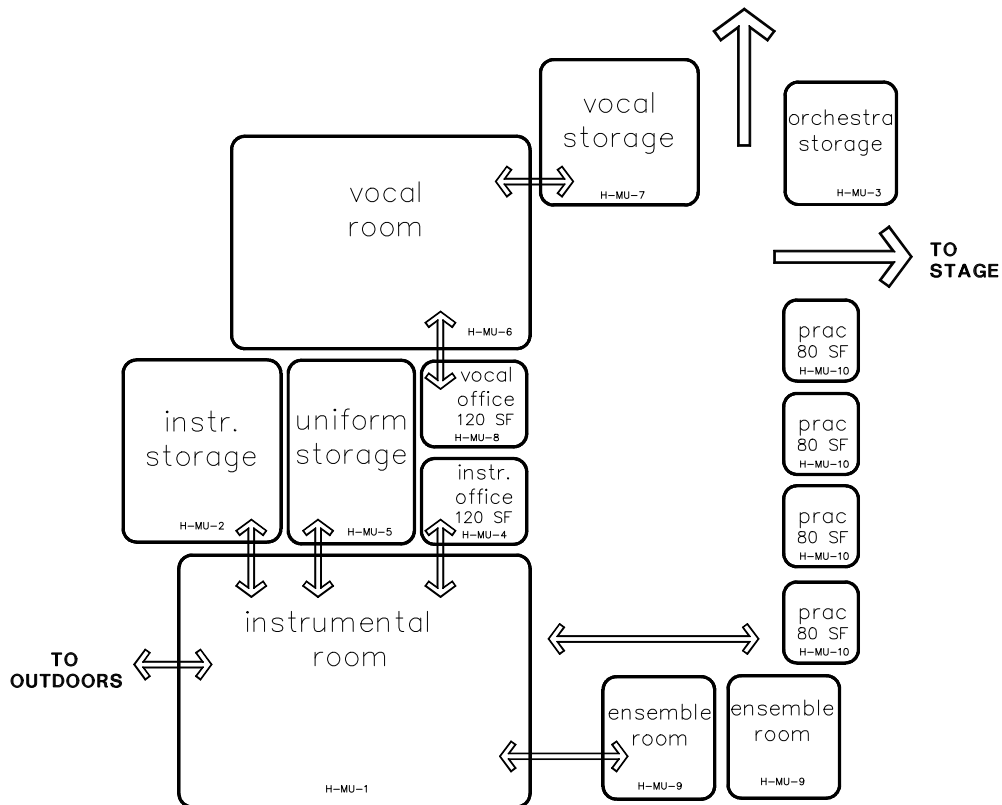 vocal
storage
H-MU-7
orchestra
storage
H-MU-3
vocal
room
H-MU-6
TO
STAGE
prac
80 SF
H-MU-10
vocal
office
120 SF
H-MU-8
instr.
storage
H-MU-2
uniform
storage
H-MU-5
prac
80 SF
H-MU-10
instr.
office
120 SF
H-MU-4
prac
80 SF
H-MU-10
instrumental
room
H-MU-1
prac
80 SF
H-MU-10
TO
OUTDOORS
ensemble
room
H-MU-9
ensemble
room
H-MU-9